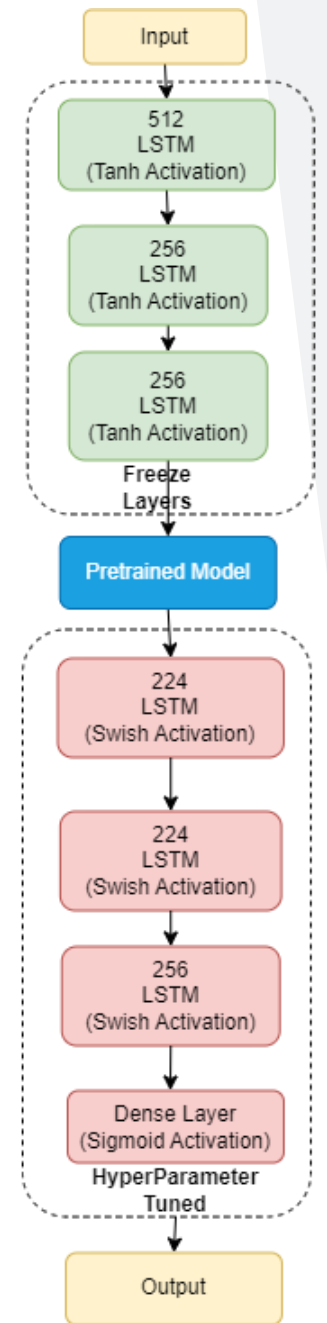 Input
512
LSTM
(Tanh Activation)
256
LSTM
(Tanh Activation)
256
LSTM
(Tanh Activation)
Freeze
Layers
Pretrained Model
224
LSTM
(Swish Activation)
224
LSTM
(Swish Activation)
256
LSTM
(Swish Activation)
Dense Layer
(Sigmoid Activation)
HyperParameter
Tuned
Output